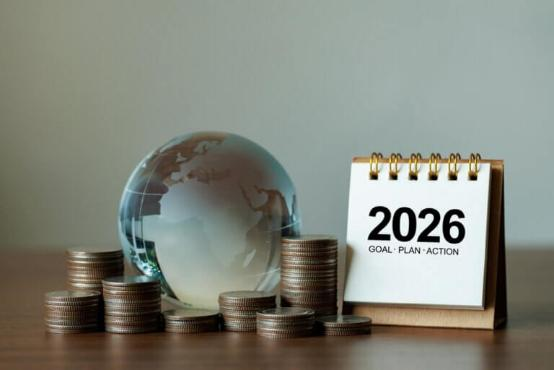 2026
GOAL · PLAN · ACTION